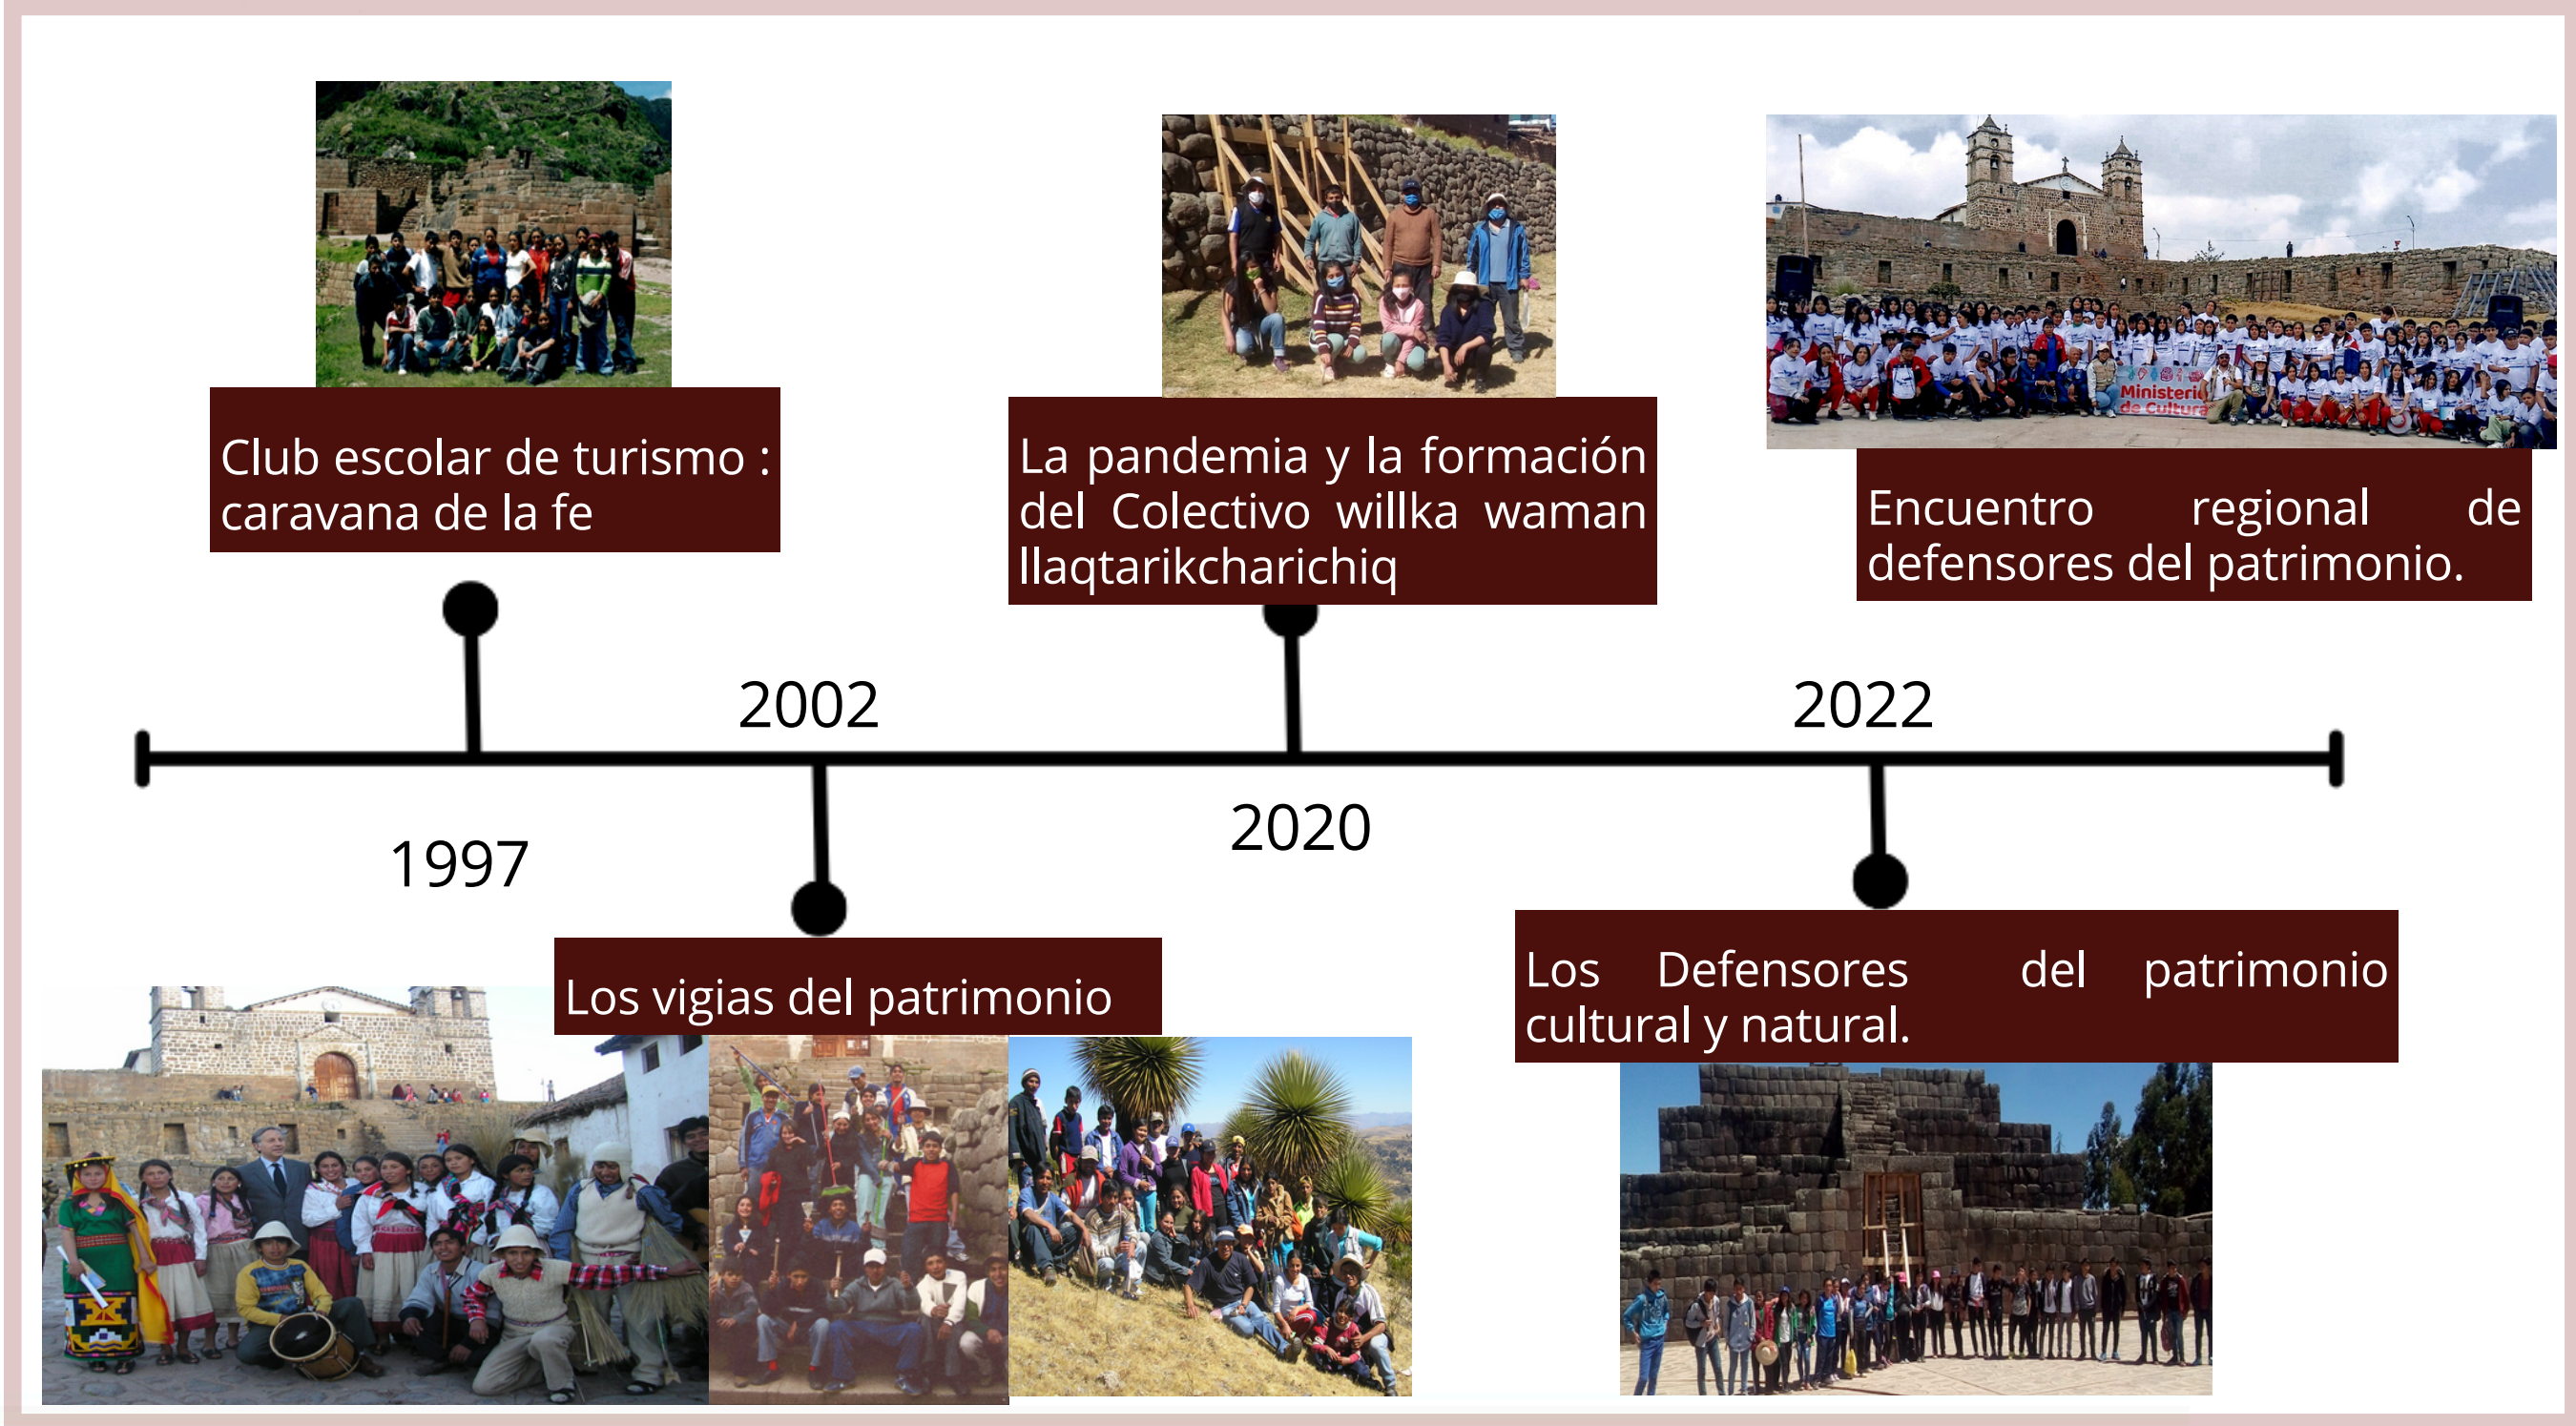 Club escolar de turismo :
caravana de la fe
La pandemia y la formación
del Colectivo willka waman
llaqtarikcharichiq
Ministerio
de Cultura
Encuentro regional de
defensores del patrimonio.
2002
2022
1997
2020
Los vigias del patrimonio
Los Defensores del patrimonio
cultural y natural.